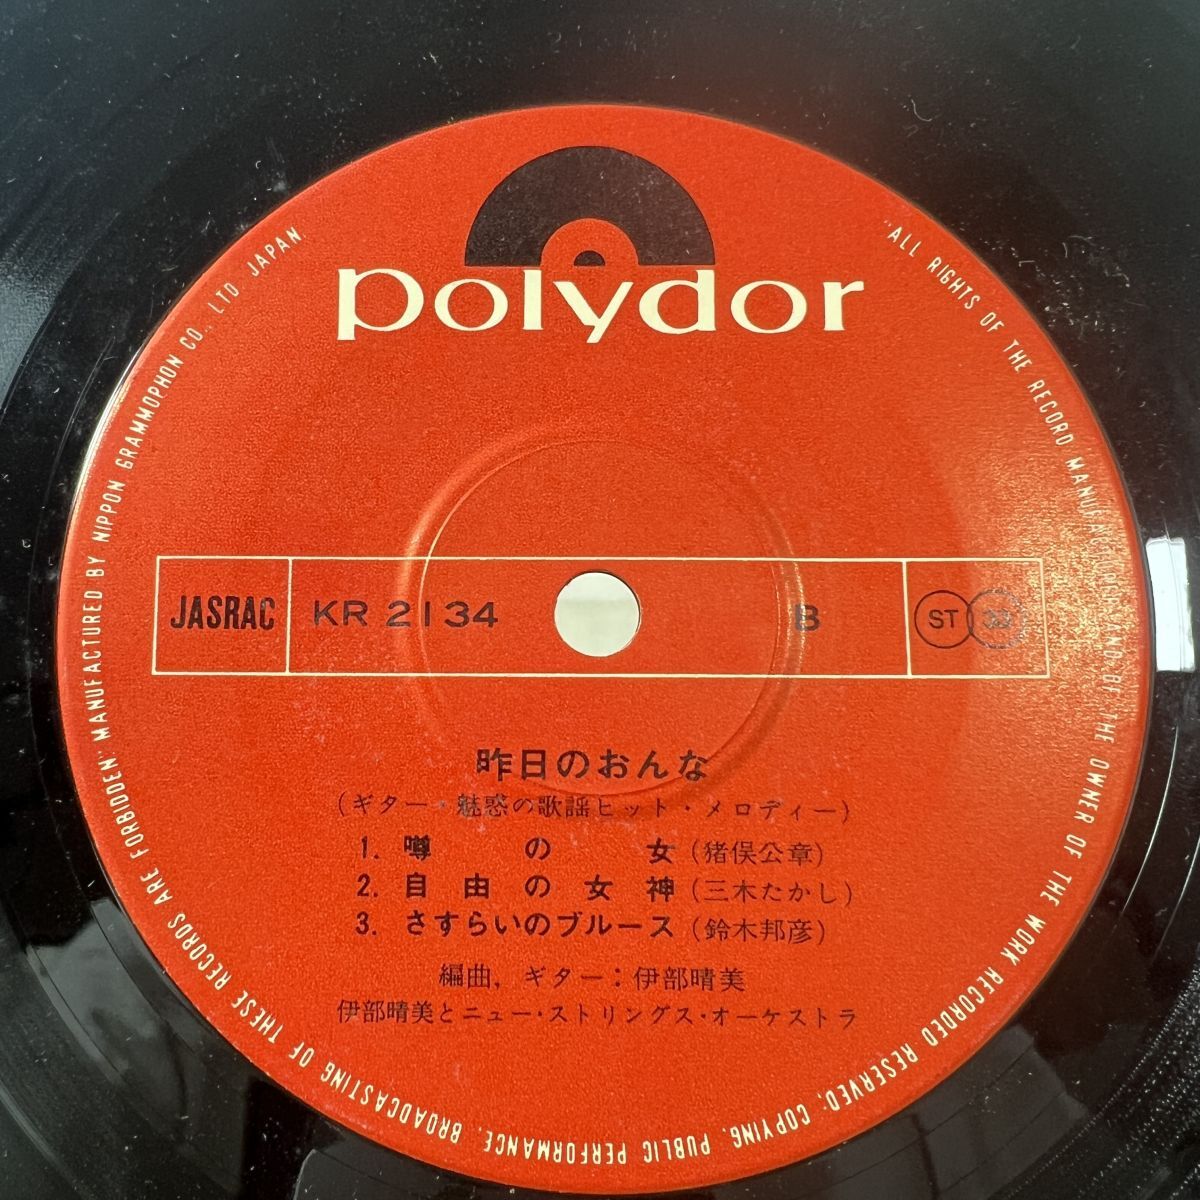 polydor
JASRAC KR 2134 B ST 33
昨日のおんな
(ギター・魅惑の歌謡ヒット・メロディー)
1. 噂の女 (猪俣公章)
2. 自由の女神 (三木たかし)
3. さすらいのブルース (鈴木邦彦)
編曲, ギター: 伊部晴美
伊部晴美とニュー・ストリングス・オーケストラ
"ALL RIGHTS OF THE RECORD MANUFACTURER AND OF THE OWNER OF THE WORK RECORDED RESERVED; COPYING, PUBLIC PERFORMANCE, BROADCASTING OF THESE RECORDS ARE FORBIDDEN" MANUFACTURED BY NIPPON GRAMMOPHON CO., LTD JAPAN